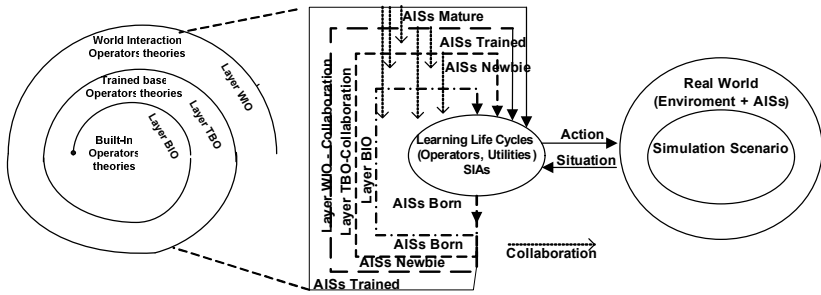 World Interaction
Operators theories
Layer WIO
Trained base
Operators theories
Layer TBO
Built-In
Operators
theories
Layer BIO
AISs Mature
AISs Trained
AISs Newbie
Layer WIO - Collaboration
Layer TBO-Collaboration
Layer BIO
Learning Life Cycles
(Operators, Utilities)
SIAs
AISs Born
AISs Born
AISs Newbie
AISs Trained
Collaboration
Action
Situation
Real World
(Enviroment + AISs)
Simulation Scenario